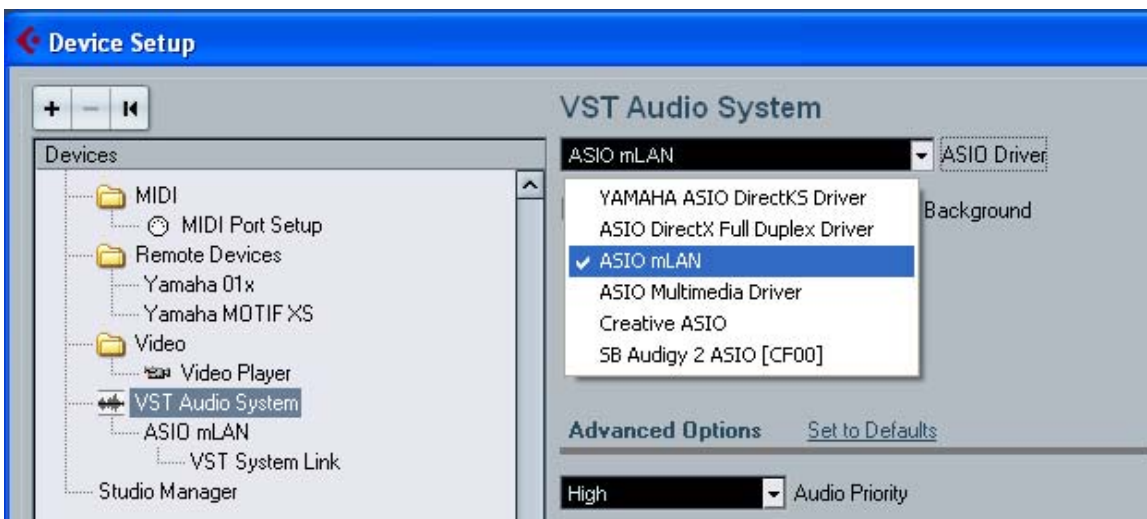 Device Setup
Devices
MIDI
MIDI Port Setup
Remote Devices
Yamaha 01x
Yamaha MOTIF XS
Video
Video Player
VST Audio System
ASIO mLAN
VST System Link
Studio Manager
VST Audio System
ASIO mLAN ASIO Driver
YAMAHA ASIO DirectKS Driver
ASIO DirectX Full Duplex Driver
Background
ASIO mLAN
ASIO Multimedia Driver
Creative ASIO
SB Audigy 2 ASIO [CF00]
Advanced Options Set to Defaults
High Audio Priority